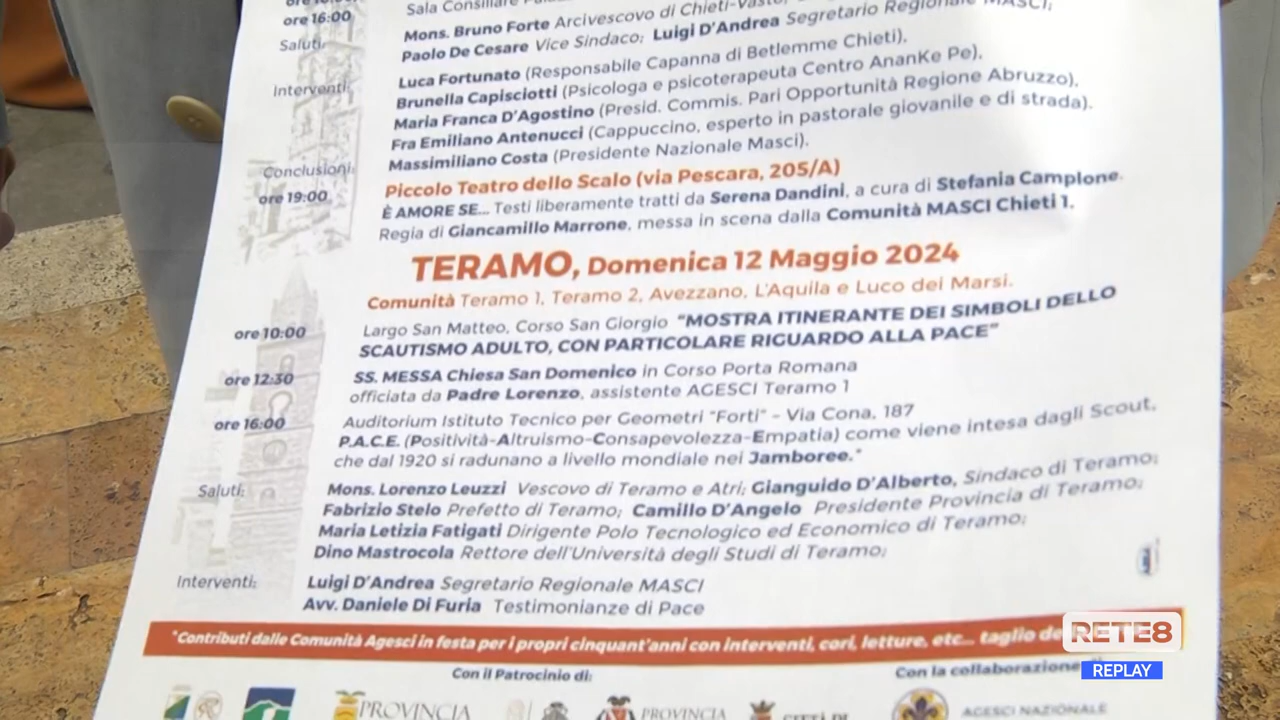 ore 16:00
Sala Consiliare
Mons. Bruno Forte Arcivescovo di Chieti-Vasto,
Saluti:
Paolo De Cesare Vice Sindaco; Luigi D'Andrea Segretario Regionale MASCI;
Interventi:
Luca Fortunato (Responsabile Capanna di Betlemme Chieti),
Brunella Capisciotti (Psicologa e psicoterapeuta Centro AnanKe Pe),
Maria Franca D'Agostino (Presid. Commis. Pari Opportunità Regione Abruzzo),
Fra Emiliano Antenucci (Cappuccino, esperto in pastorale giovanile e di strada).
Conclusioni:
Massimiliano Costa (Presidente Nazionale Masci).
ore 19:00
Piccolo Teatro dello Scalo (via Pescara, 205/A)
È AMORE SE... Testi liberamente tratti da Serena Dandini, a cura di Stefania Camplone.
Regia di Giancamillo Marrone, messa in scena dalla Comunità MASCI Chieti 1.
TERAMO, Domenica 12 Maggio 2024
Comunità Teramo 1, Teramo 2, Avezzano, L'Aquila e Luco dei Marsi.
ore 10:00
Largo San Matteo, Corso San Giorgio "MOSTRA ITINERANTE DEI SIMBOLI DELLO
SCAUTISMO ADULTO, CON PARTICOLARE RIGUARDO ALLA PACE"
ore 12:30
SS. MESSA Chiesa San Domenico in Corso Porta Romana
officiata da Padre Lorenzo, assistente AGESCI Teramo 1
ore 16:00
Auditorium Istituto Tecnico per Geometri "Forti" - Via Cona, 187
P.A.C.E. (Positività-Altruismo-Consapevolezza-Empatia) come viene intesa dagli Scout,
che dal 1920 si radunano a livello mondiale nei Jamboree.*
Saluti:
Mons. Lorenzo Leuzzi Vescovo di Teramo e Atri; Gianguido D'Alberto, Sindaco di Teramo;
Fabrizio Stelo Prefetto di Teramo; Camillo D'Angelo Presidente Provincia di Teramo;
Maria Letizia Fatigati Dirigente Polo Tecnologico ed Economico di Teramo;
Dino Mastrocola Rettore dell'Università degli Studi di Teramo;
Interventi:
Luigi D'Andrea Segretario Regionale MASCI
Avv. Daniele Di Furia Testimonianze di Pace
*Contributi dalle Comunità Agesci in festa per i propri cinquant'anni con interventi, cori, letture, etc... taglio
RETE8
REPLAY
Con il Patrocinio di:
Con la collaborazione
PROVINCIA
PROVINCIA
CITTÀ DI
AGESCI NAZIONALE